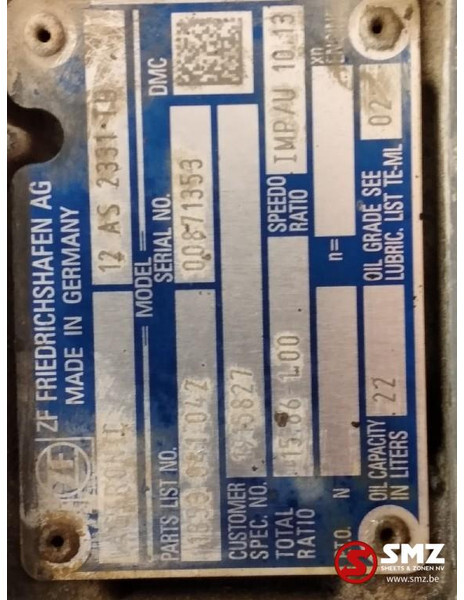 ZF FRIEDRICHSHAFEN AG
MADE IN GERMANY
12 AS 2331 TD
MODEL
PARTS LIST NO.
SERIAL NO.
DMC
00871353
CUSTOMER
SPEC. NO.
TOTAL
RATIO
15.86-1.00
SPEEDO
RATIO
IMP/U 10.13
N
n=
OIL CAPACITY
IN LITERS
22
OIL GRADE SEE
LUBRIC. LIST TE-ML
02
SMZ
SMEETS & ZONEN NV
www.smz.be